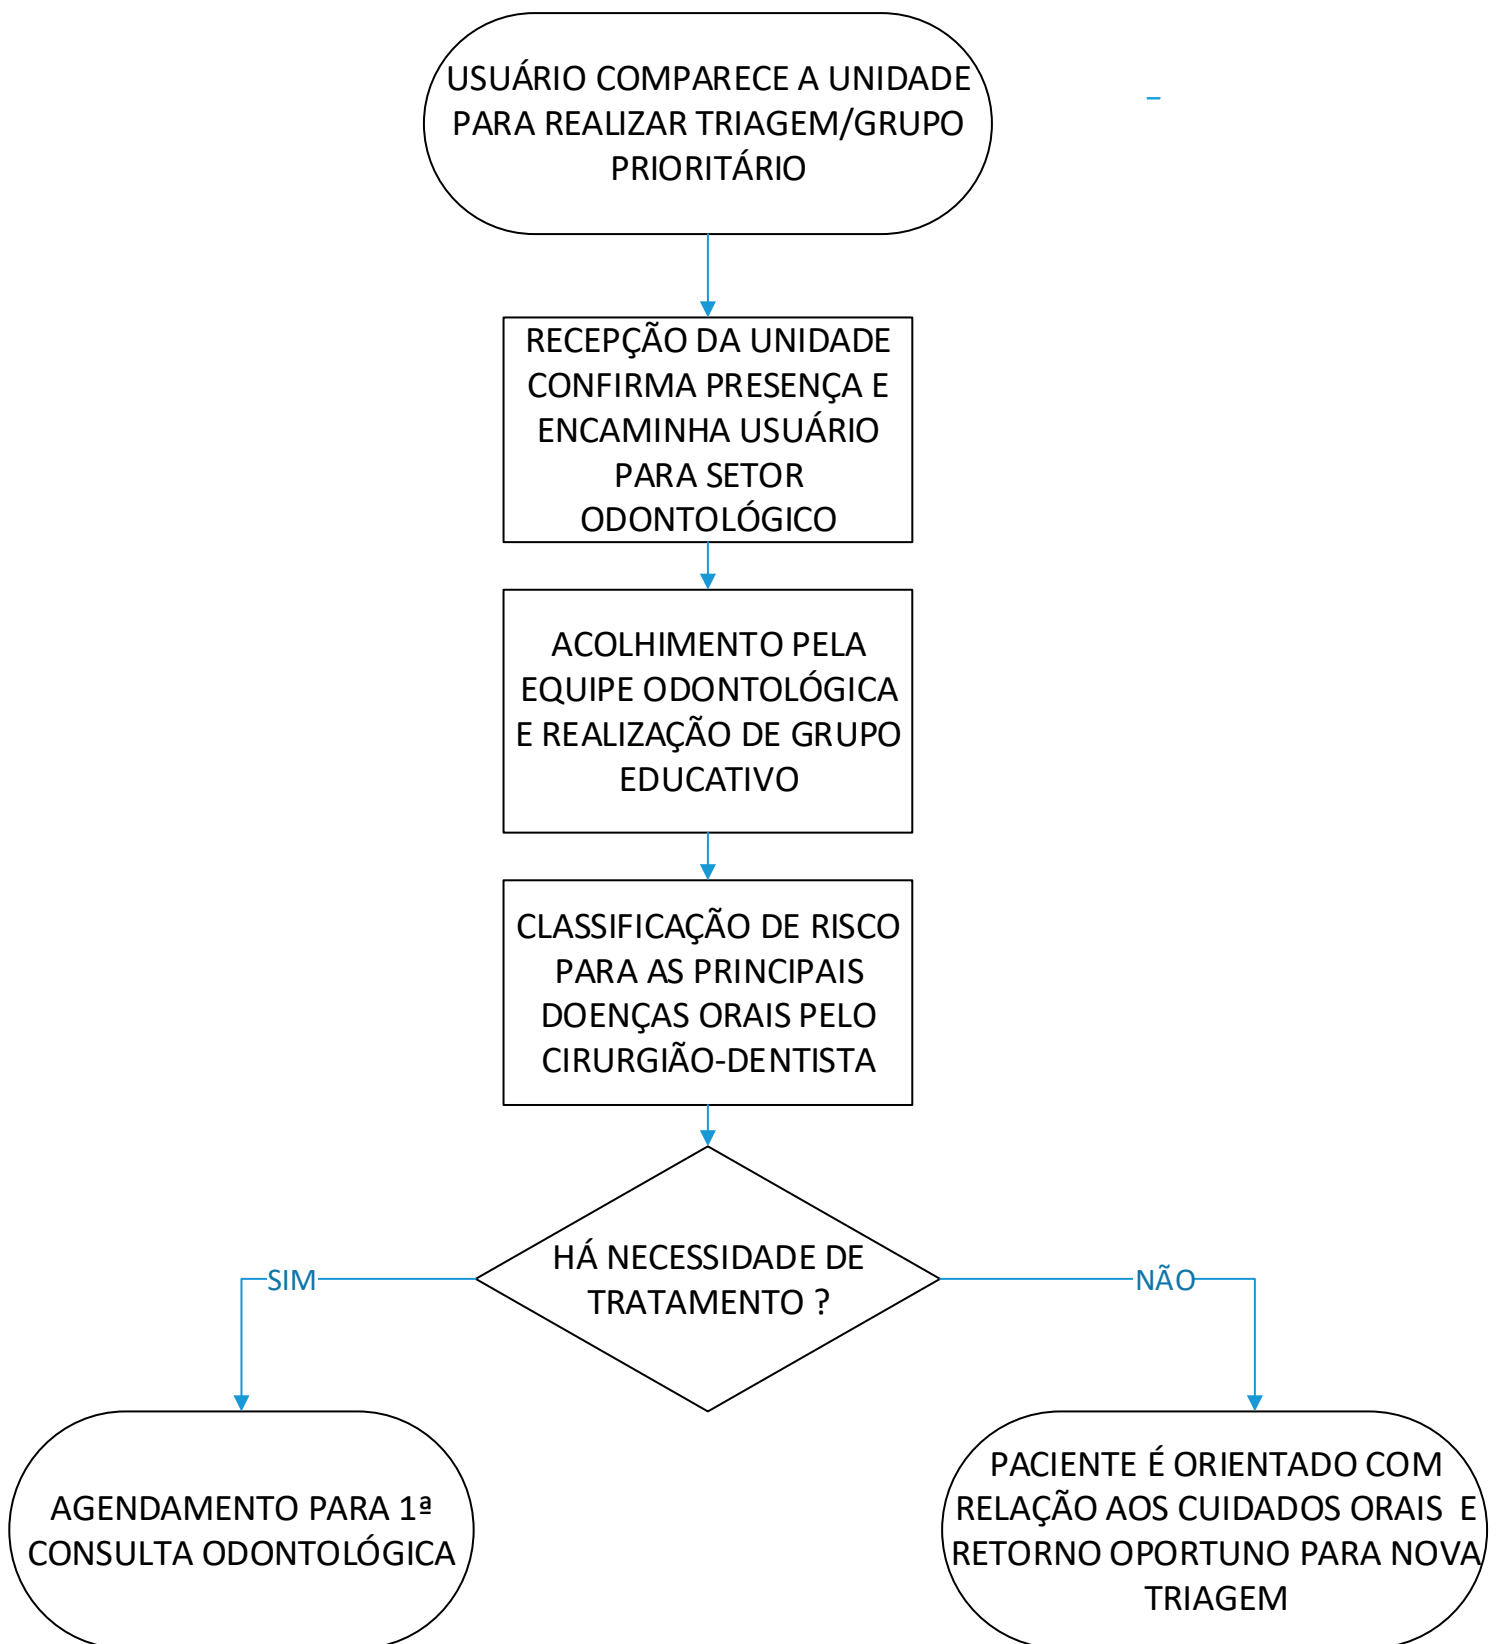 USUÁRIO COMPARECE A UNIDADE
PARA REALIZAR TRIAGEM/GRUPO
PRIORITÁRIO
RECEPÇÃO DA UNIDADE
CONFIRMA PRESENÇA E
ENCAMINHA USUÁRIO
PARA SETOR
ODONTOLÓGICO
ACOLHIMENTO PELA
EQUIPE ODONTOLÓGICA
E REALIZAÇÃO DE GRUPO
EDUCATIVO
CLASSIFICAÇÃO DE RISCO
PARA AS PRINCIPAIS
DOENÇAS ORAIS PELO
CIRURGIÃO-DENTISTA
HÁ NECESSIDADE DE
TRATAMENTO ?
SIM
NÃO
AGENDAMENTO PARA 1ª
CONSULTA ODONTOLÓGICA
PACIENTE É ORIENTADO COM
RELAÇÃO AOS CUIDADOS ORAIS  E
RETORNO OPORTUNO PARA NOVA
TRIAGEM